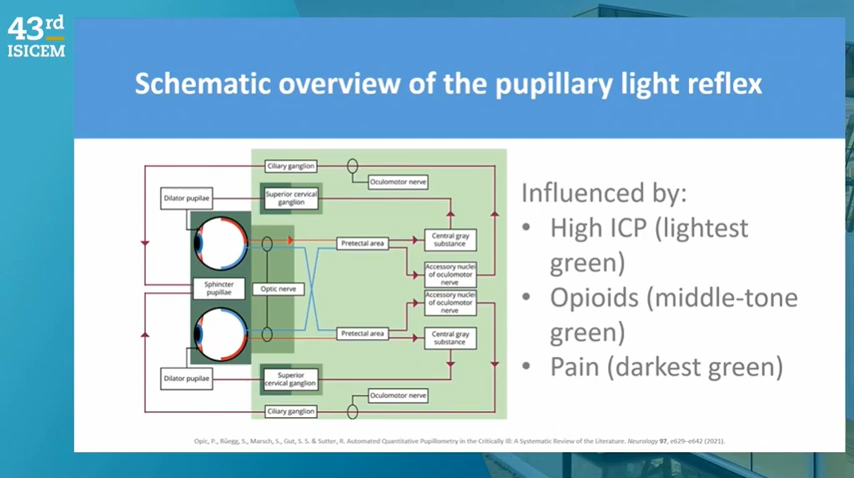 43rd
ISICEM
Schematic overview of the pupillary light reflex
Ciliary ganglion
Oculomotor nerve
Dilator pupilae
Superior cervical
ganglion
Central gray
substance
Pretectal area
Accessory nuclei
of oculomotor
nerve
Sphincter
pupillae
Optic nerve
Accessory nuclei
of oculomotor
nerve
Pretectal area
Central gray
substance
Dilator pupilae
Superior
cervical ganglion
Oculomotor nerve
Ciliary ganglion
Influenced by:
• High ICP (lightest
green)
• Opioids (middle-tone
green)
• Pain (darkest green)
Opic, P., Rüegg, S., Marsch, S., Gut, S. S. & Sutter, R. Automated Quantitative Pupillometry in the Critically Ill: A Systematic Review of the Literature. Neurology 97, e629–e642 (2021).